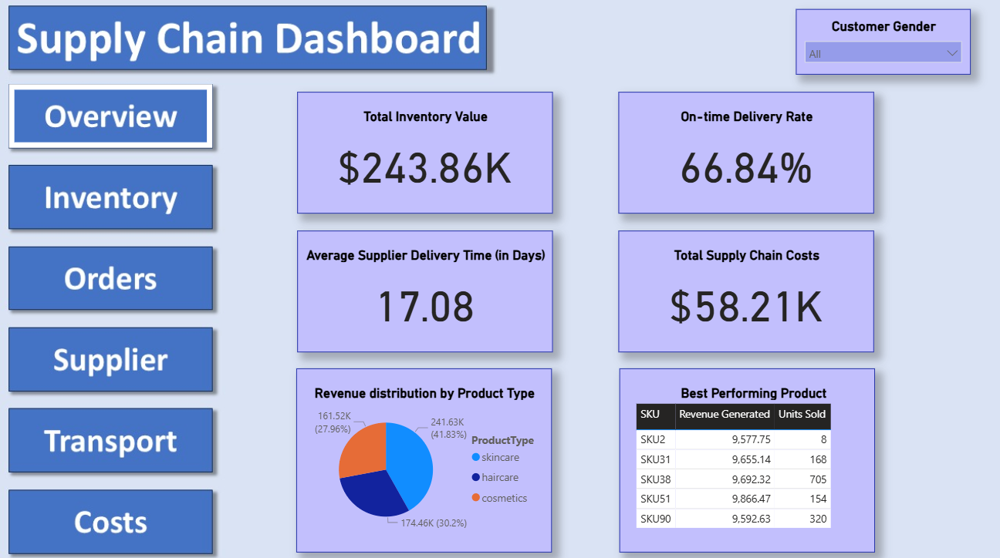 Supply Chain Dashboard
Customer Gender
All
Overview
Inventory
Orders
Supplier
Transport
Costs
Total Inventory Value
$243.86K
On-time Delivery Rate
66.84%
Average Supplier Delivery Time (in Days)
17.08
Total Supply Chain Costs
$58.21K
Revenue distribution by Product Type
161.52K
(27.96%)
241.63K
(41.83%)
174.46K (30.2%)
ProductType
skincare
haircare
cosmetics
Best Performing Product
SKU Revenue Generated Units Sold
SKU2 9,577.75 8
SKU31 9,655.14 168
SKU38 9,692.32 705
SKU51 9,866.47 154
SKU90 9,592.63 320